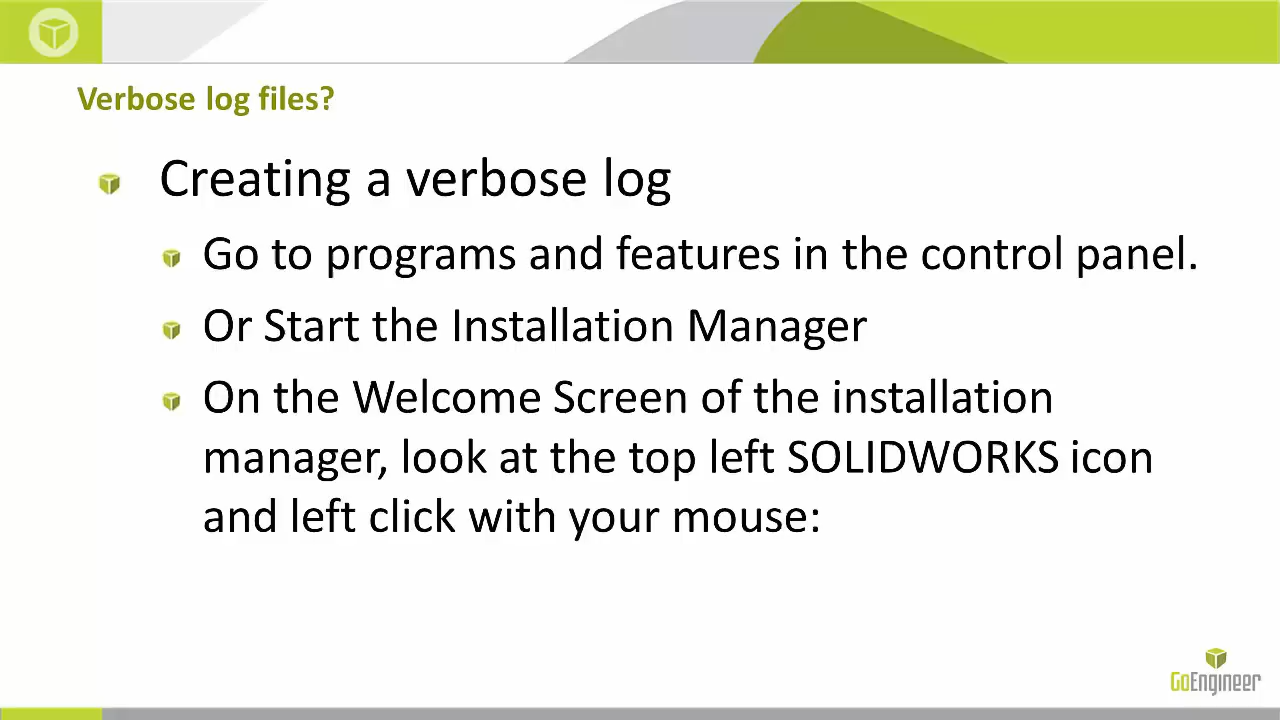 Verbose log files?
Creating a verbose log
Go to programs and features in the control panel.
Or Start the Installation Manager
On the Welcome Screen of the installation
manager, look at the top left SOLIDWORKS icon
and left click with your mouse:
GoEngineer